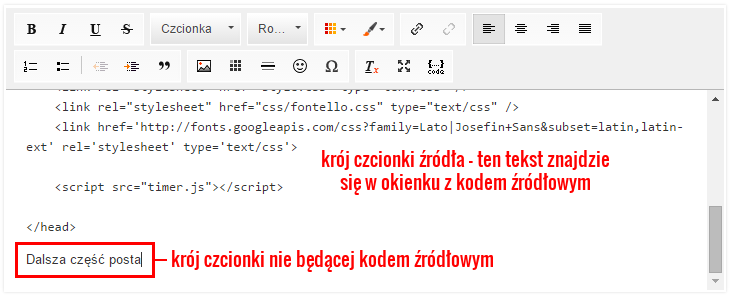 B I U S Czcionka Ro...
{...} code
<link rel="stylesheet" href="css/fontello.css" type="text/css" />
<link href='http://fonts.googleapis.com/css?family=Lato|Josefin+Sans&subset=latin,latin-
ext' rel='stylesheet' type='text/css'>
krój czcionki źródła - ten tekst znajdzie
się w okienku z kodem źródłowym
<script src="timer.js"></script>
</head>
Dalsza część posta
krój czcionki nie będącej kodem źródłowym